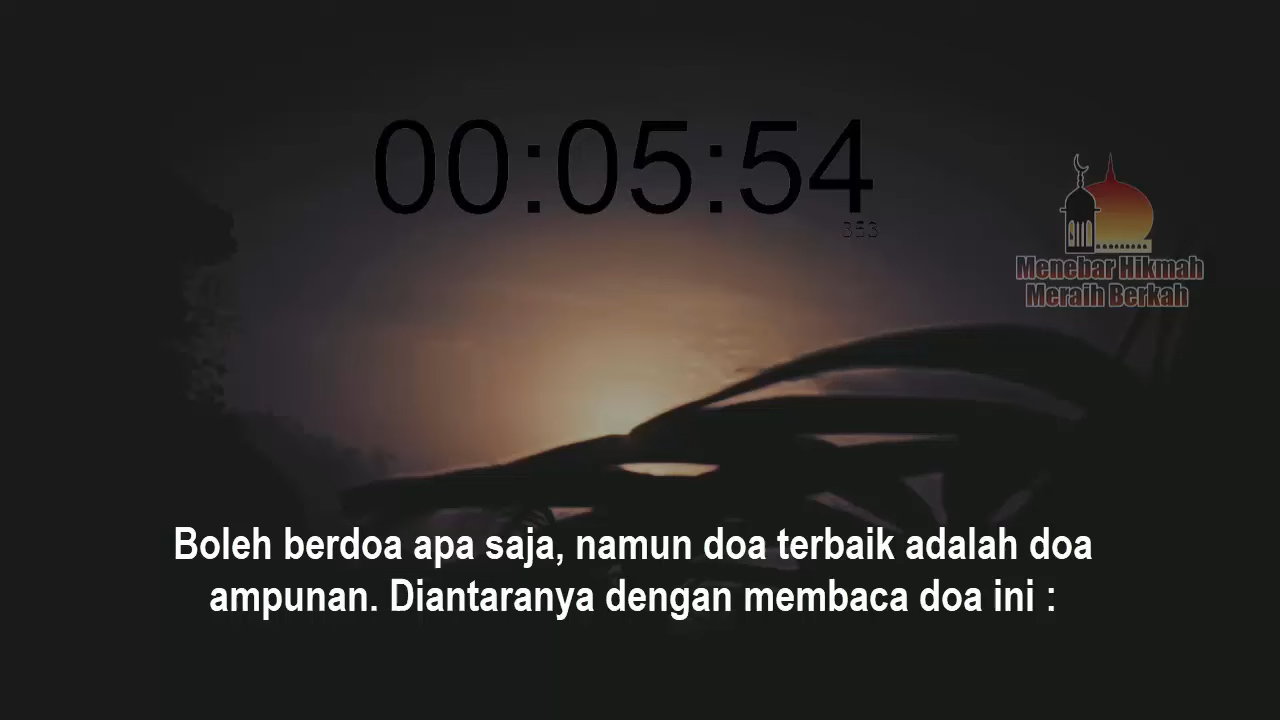 00:05:54
353
Menebar Hikmah
Meraih Berkah
Boleh berdoa apa saja, namun doa terbaik adalah doa
ampunan. Diantaranya dengan membaca doa ini :